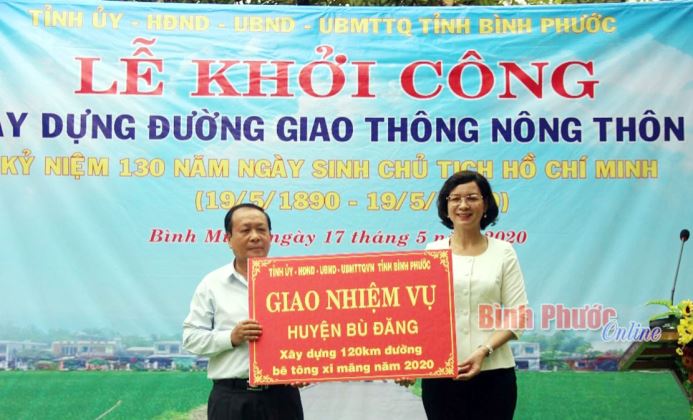 TỈNH ỦY - HĐND - UBND - UBMTTQ TỈNH BÌNH PHƯỚC
LỄ KHỞI CÔNG
DỰNG ĐƯỜNG GIAO THÔNG NÔNG THÔN
KỶ NIỆM 130 NĂM NGÀY SINH CHỦ TỊCH HỒ CHÍ MINH
(19/5/1890 - 19/5/
Bình ngày 17 tháng 5 2020
TỈNH ỦY - HĐND - UBND - UBMTTQVN TỈNH BÌNH PHƯỚC
GIAO NHIỆM VỤ
HUYỆN BÙ ĐĂNG
Xây dựng 120km đường
bê tông xi măng năm 2020
Bình Phước
Online